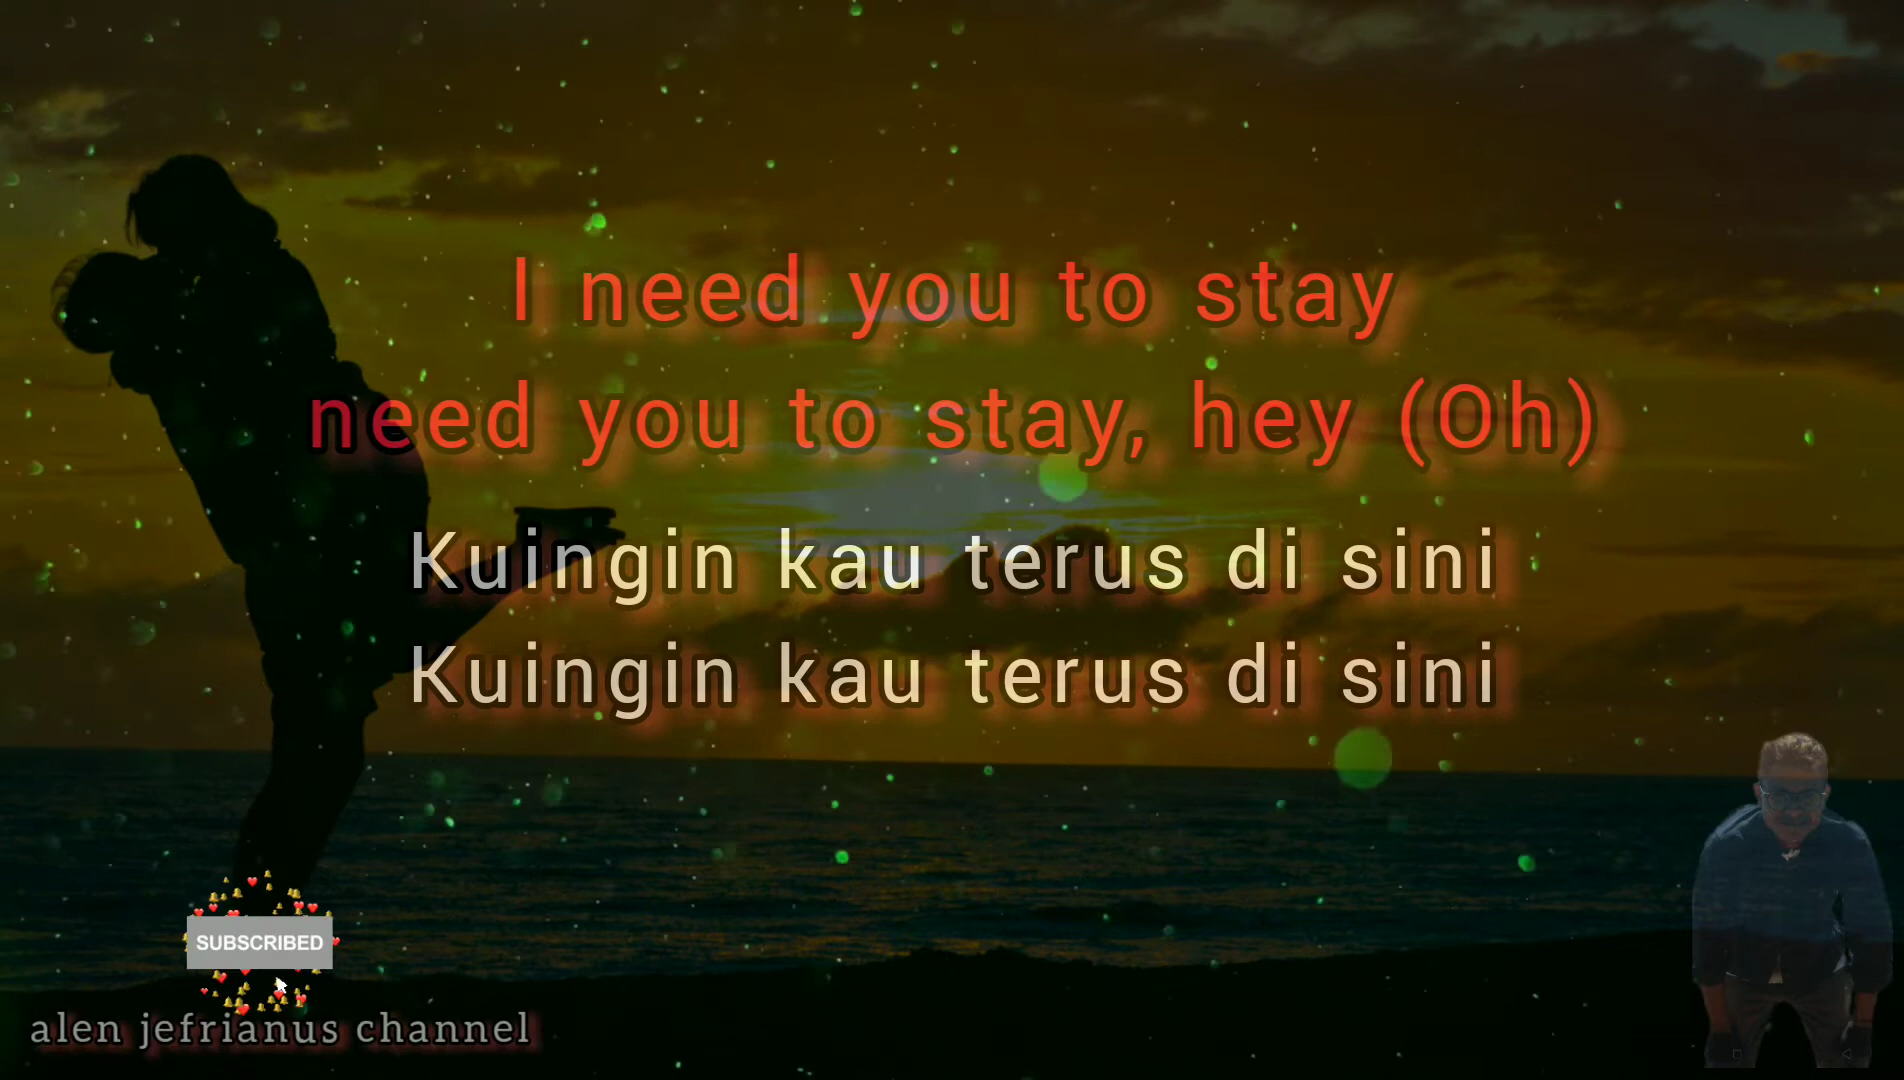 I need you to stay
need you to stay, hey (Oh)
Kuingin kau terus di sini
Kuingin kau terus di sini
SUBSCRIBED
alen jefrianus channel